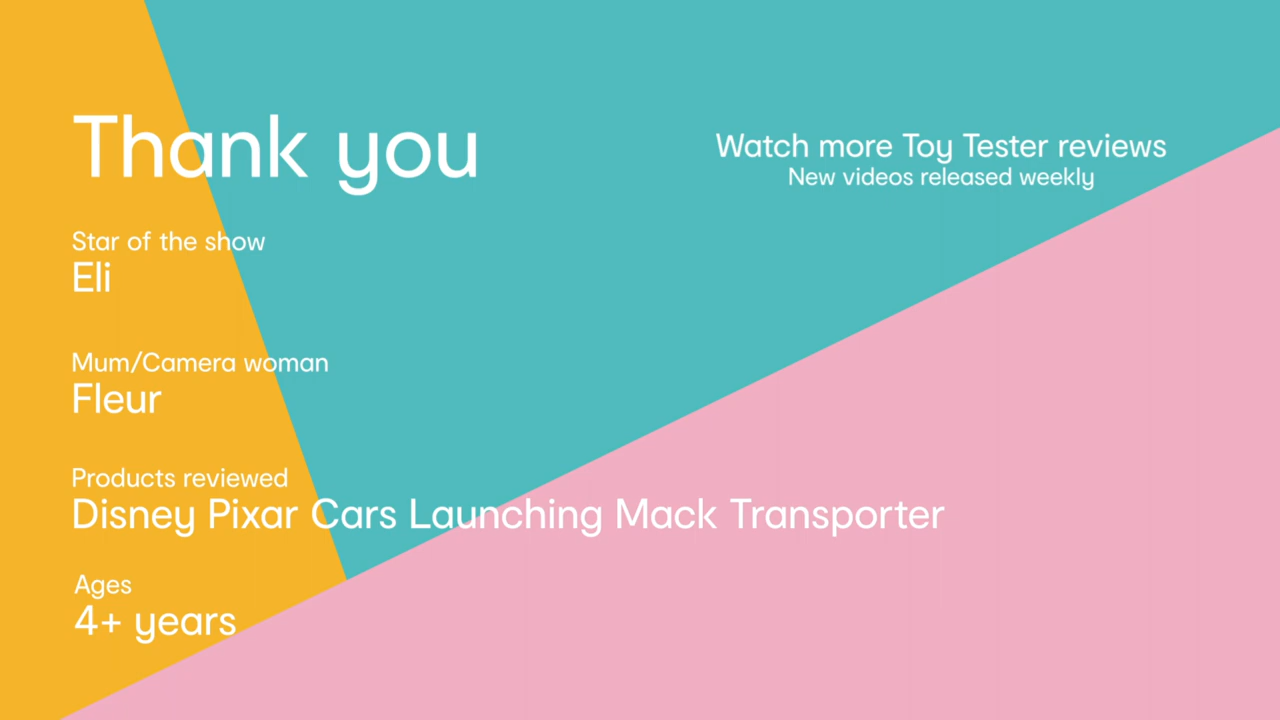 Thank you
Watch more Toy Tester reviews
New videos released weekly
Star of the show
Eli
Mum/Camera woman
Fleur
Products reviewed
Disney Pixar Cars Launching Mack Transporter
Ages
4+ years